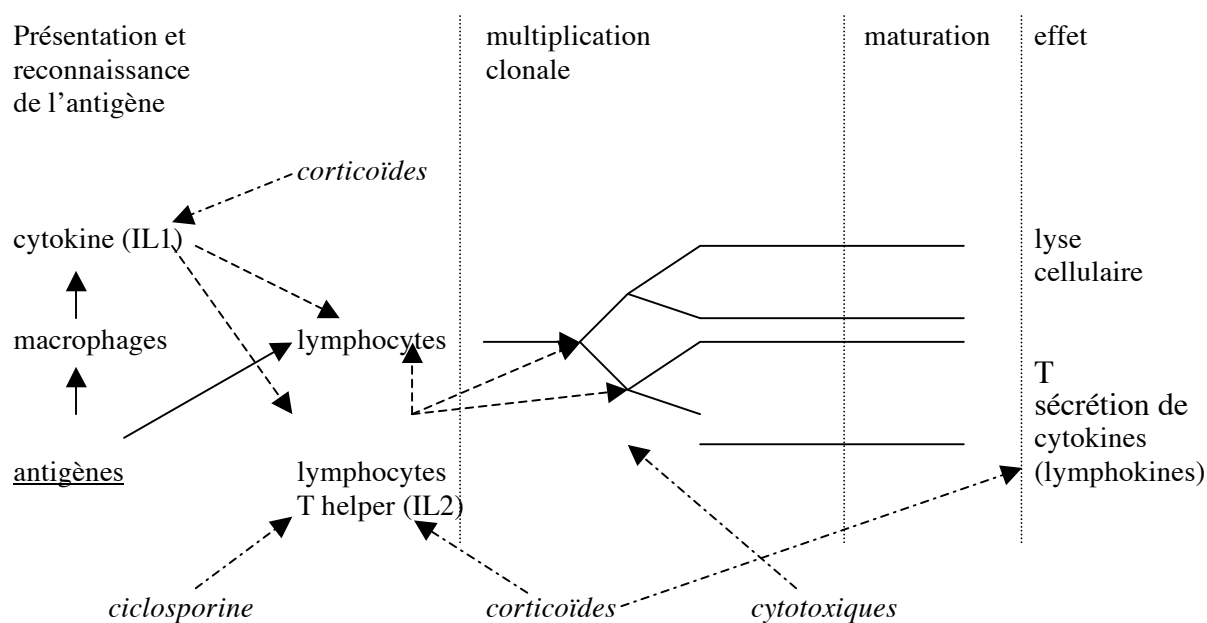 Présentation et
reconnaissance
de l'antigène
multiplication
clonale
maturation
effet
corticoïdes
cytokine (IL1)
lyse
cellulaire
macrophages
lymphocytes
T
sécrétion de
cytokines
(lymphokines)
antigènes
lymphocytes
T helper (IL2)
ciclosporine
corticoïdes
cytotoxiques